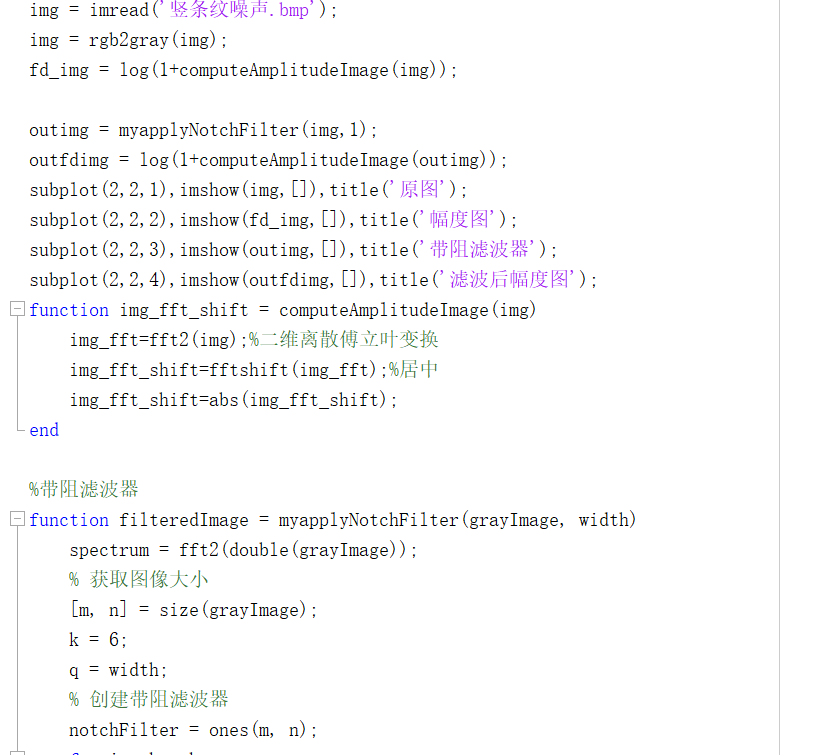 img = imread('竖条纹噪声.bmp');
img = rgb2gray(img);
fd_img = log(1+computeAmplitudeImage(img));
outimg = myapplyNotchFilter(img,1);
outfdimg = log(1+computeAmplitudeImage(outimg));
subplot(2,2,1),imshow(img,[]),title('原图');
subplot(2,2,2),imshow(fd_img,[]),title('幅度图');
subplot(2,2,3),imshow(outimg,[]),title('带阻滤波器');
subplot(2,2,4),imshow(outfdimg,[]),title('滤波后幅度图');
function img_fft_shift = computeAmplitudeImage(img)
img_fft=fft2(img);%二维离散傅立叶变换
img_fft_shift=fftshift(img_fft);%居中
img_fft_shift=abs(img_fft_shift);
end
%带阻滤波器
function filteredImage = myapplyNotchFilter(grayImage, width)
spectrum = fft2(double(grayImage));
% 获取图像大小
[m, n] = size(grayImage);
k = 6;
q = width;
% 创建带阻滤波器
notchFilter = ones(m, n);